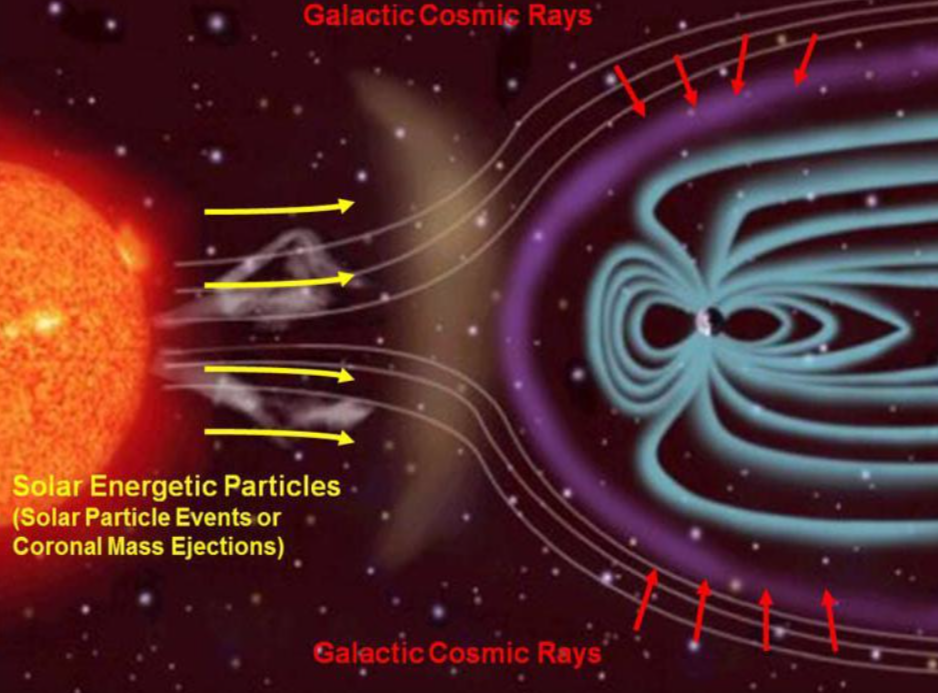 Galactic Cosmic Rays
Solar Energetic Particles
(Solar Particle Events or
Coronal Mass Ejections)
Galactic Cosmic Rays